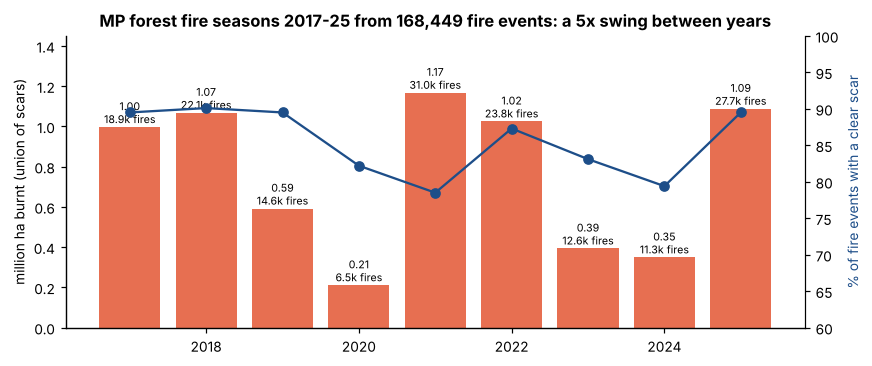 MP forest fire seasons 2017-25 from 168,449 fire events: a 5x swing between years
million ha burnt (union of scars)
1.4
1.2
1.0
0.8
0.6
0.4
0.2
0.0
1.00
18.9k fires
1.07
22.1k fires
0.59
14.6k fires
0.21
6.5k fires
1.17
31.0k fires
1.02
23.8k fires
0.39
12.6k fires
0.35
11.3k fires
1.09
27.7k fires
100
95
90
85
80
75
70
65
60
% of fire events with a clear scar
2018
2020
2022
2024